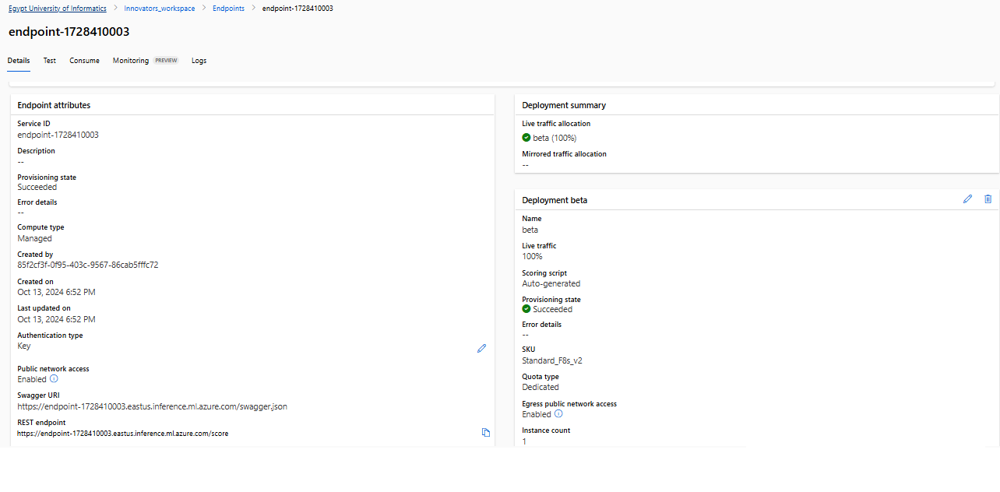 Egypt University of Informatics > Innovators_workspace > Endpoints > endpoint-1728410003
endpoint-1728410003
Details Test Consume Monitoring PREVIEW Logs
Endpoint attributes
Service ID
endpoint-1728410003
Description
--
Provisioning state
Succeeded
Error details
--
Compute type
Managed
Created by
85f2cf3f-0f95-403c-9567-86cab5fffc72
Created on
Oct 13, 2024 6:52 PM
Last updated on
Oct 13, 2024 6:52 PM
Authentication type
Key
Public network access
Enabled
Swagger URI
https://endpoint-1728410003.eastus.inference.ml.azure.com/swagger.json
REST endpoint
https://endpoint-1728410003.eastus.inference.ml.azure.com/score
Deployment summary
Live traffic allocation
beta (100%)
Mirrored traffic allocation
--
Deployment beta
Name
beta
Live traffic
100%
Scoring script
Auto-generated
Provisioning state
Succeeded
Error details
--
SKU
Standard_F8s_v2
Quota type
Dedicated
Egress public network access
Enabled
Instance count
1